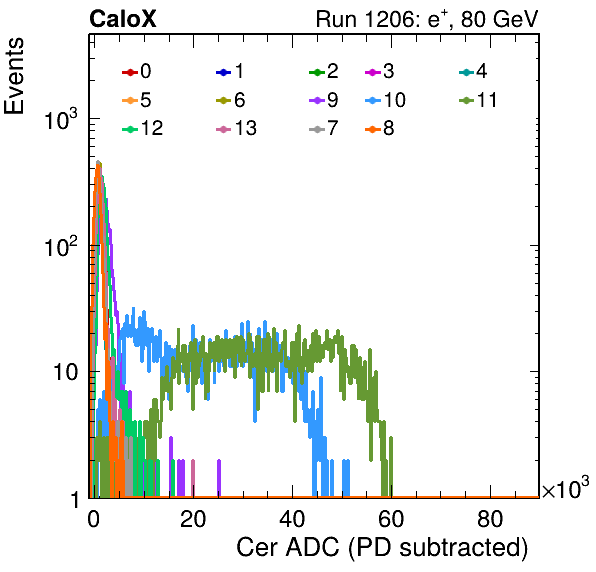 CaloX Run 1206: e⁺, 80 GeV
Events
0 1 2 3 4
5 6 9 10 11
12 13 7 8
10³
10²
10
1
0 20 40 60 80 ×10³
Cer ADC (PD subtracted)